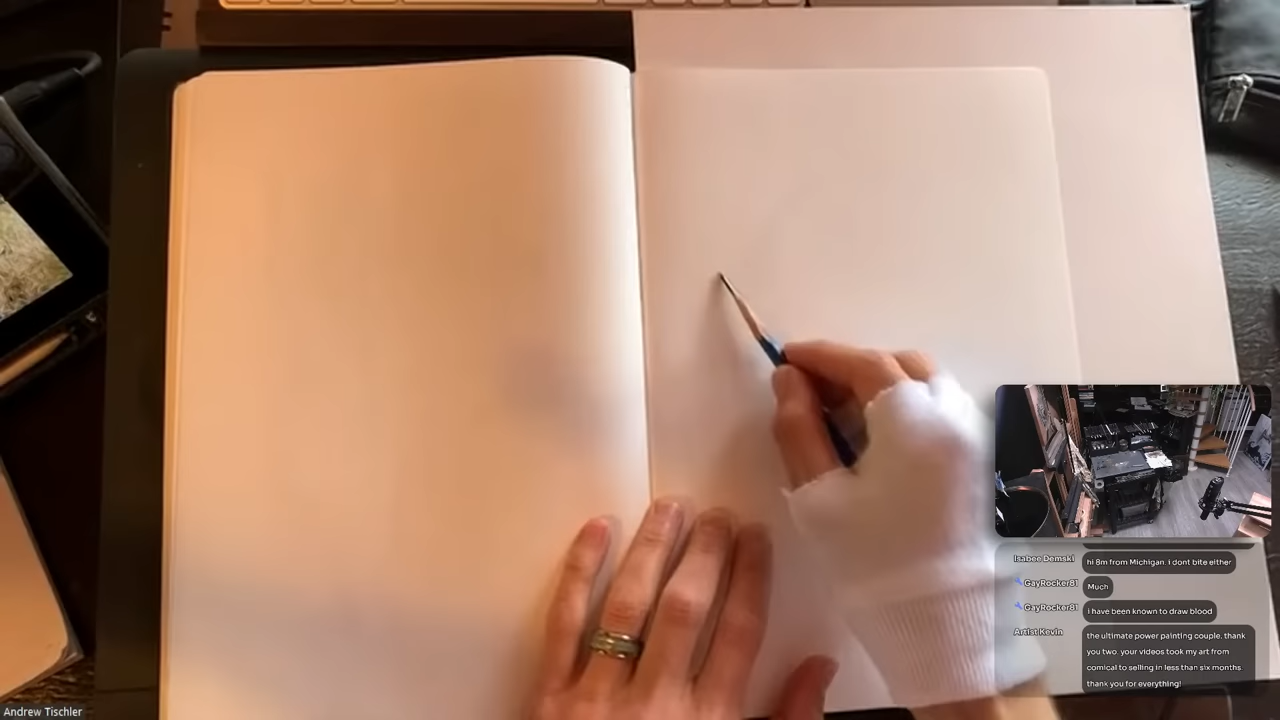 Isabee Demski
hi 8m from Michigan. i dont bite either
GayRocker81
Much
GayRocker81
i have been known to draw blood
Artist Kevin
the ultimate power painting couple. thank
you two. your videos took my art from
comical to selling in less than six months.
thank you for everything!
Andrew Tischler